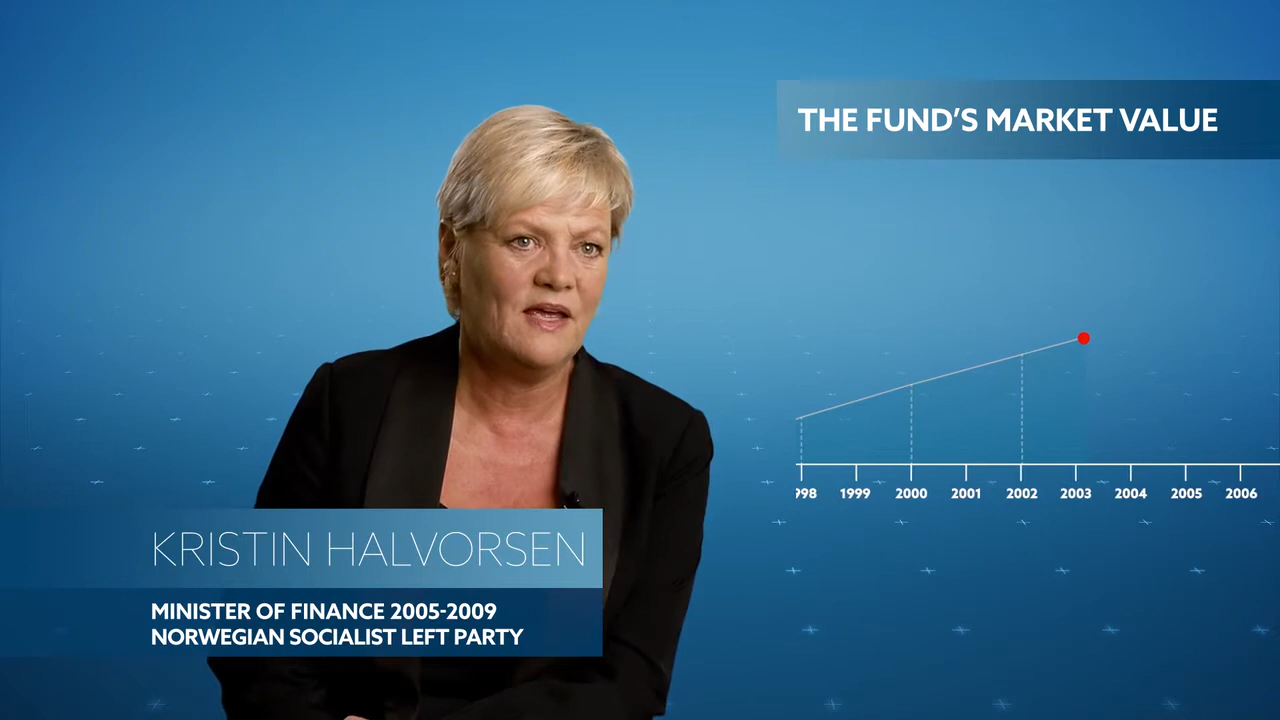 THE FUND'S MARKET VALUE
998 1999 2000 2001 2002 2003 2004 2005 2006
KRISTIN HALVORSEN
MINISTER OF FINANCE 2005-2009
NORWEGIAN SOCIALIST LEFT PARTY